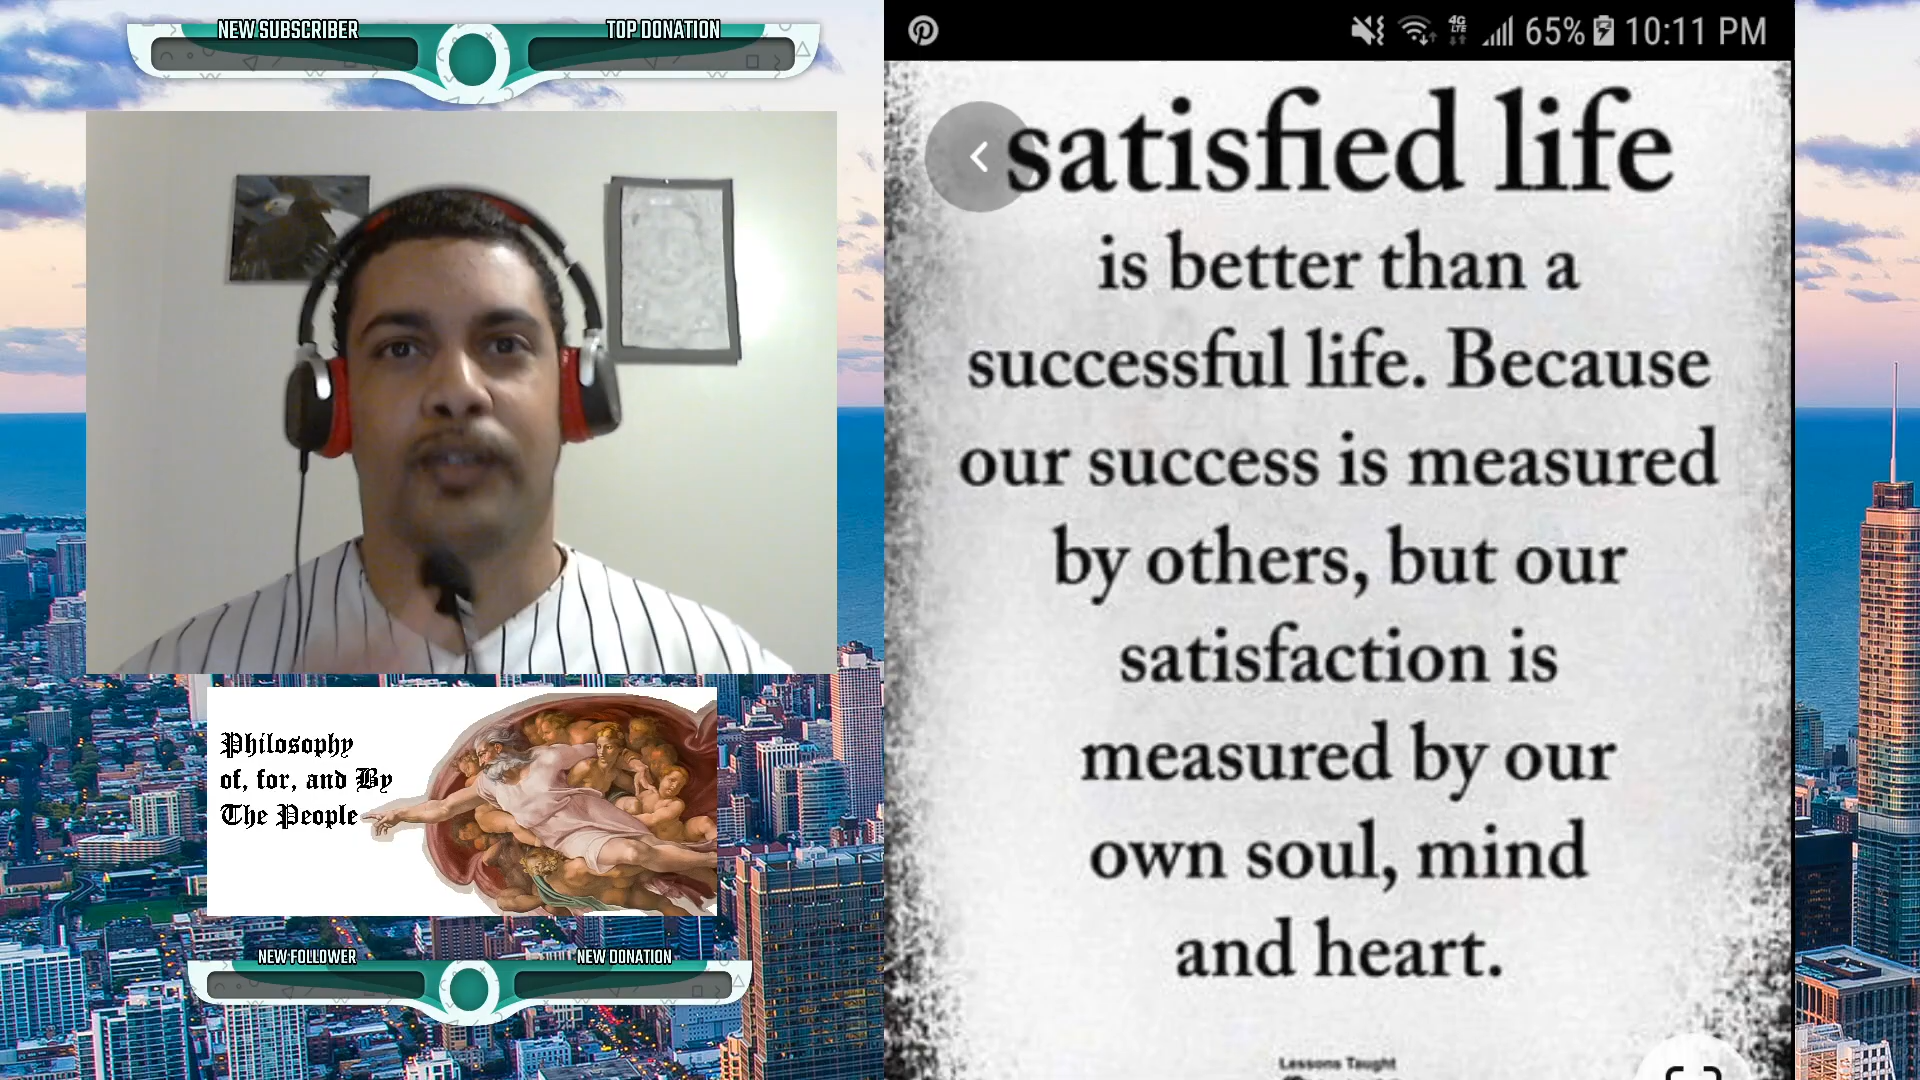 NEW SUBSCRIBER
TOP DONATION
Philosophy
of, for, and By
The People
NEW FOLLOWER
NEW DONATION
4G
LTE
65%
10:11 PM
satisfied life
is better than a
successful life. Because
our success is measured
by others, but our
satisfaction is
measured by our
own soul, mind
and heart.
Lessons Taught